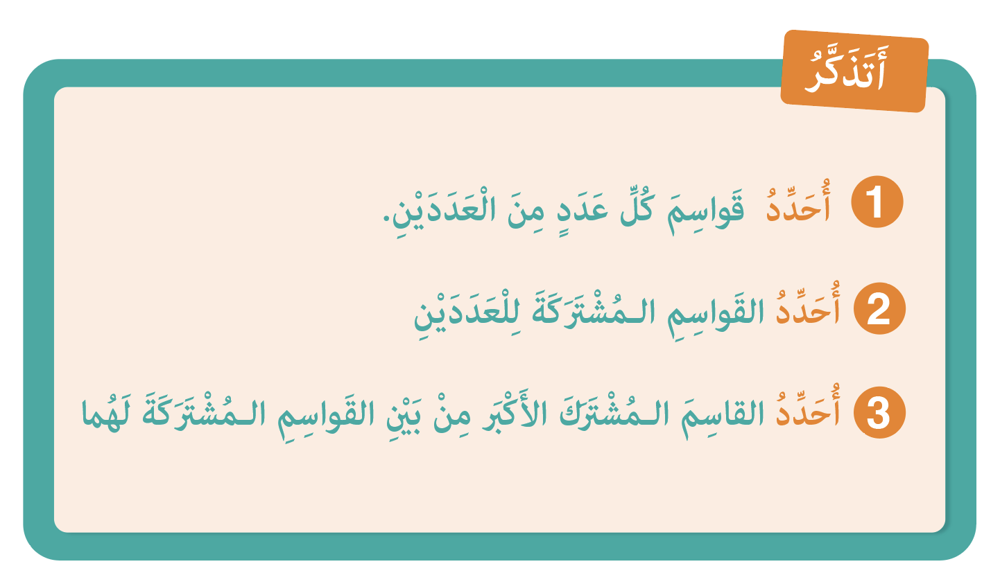 أَتَذَكَّرُ
1 أُحَدِّدُ قَواسِمَ كُلِّ عَدَدٍ مِنَ الْعَدَدَيْنِ.
2 أُحَدِّدُ القَواسِمِ الـمُشْتَرَكَةَ لِلْعَدَدَيْنِ
3 أُحَدِّدُ القاسِمَ الـمُشْتَرَكَ الأَكْبَر مِنْ بَيْنِ القَواسِمِ الـمُشْتَرَكَةَ لَهُما